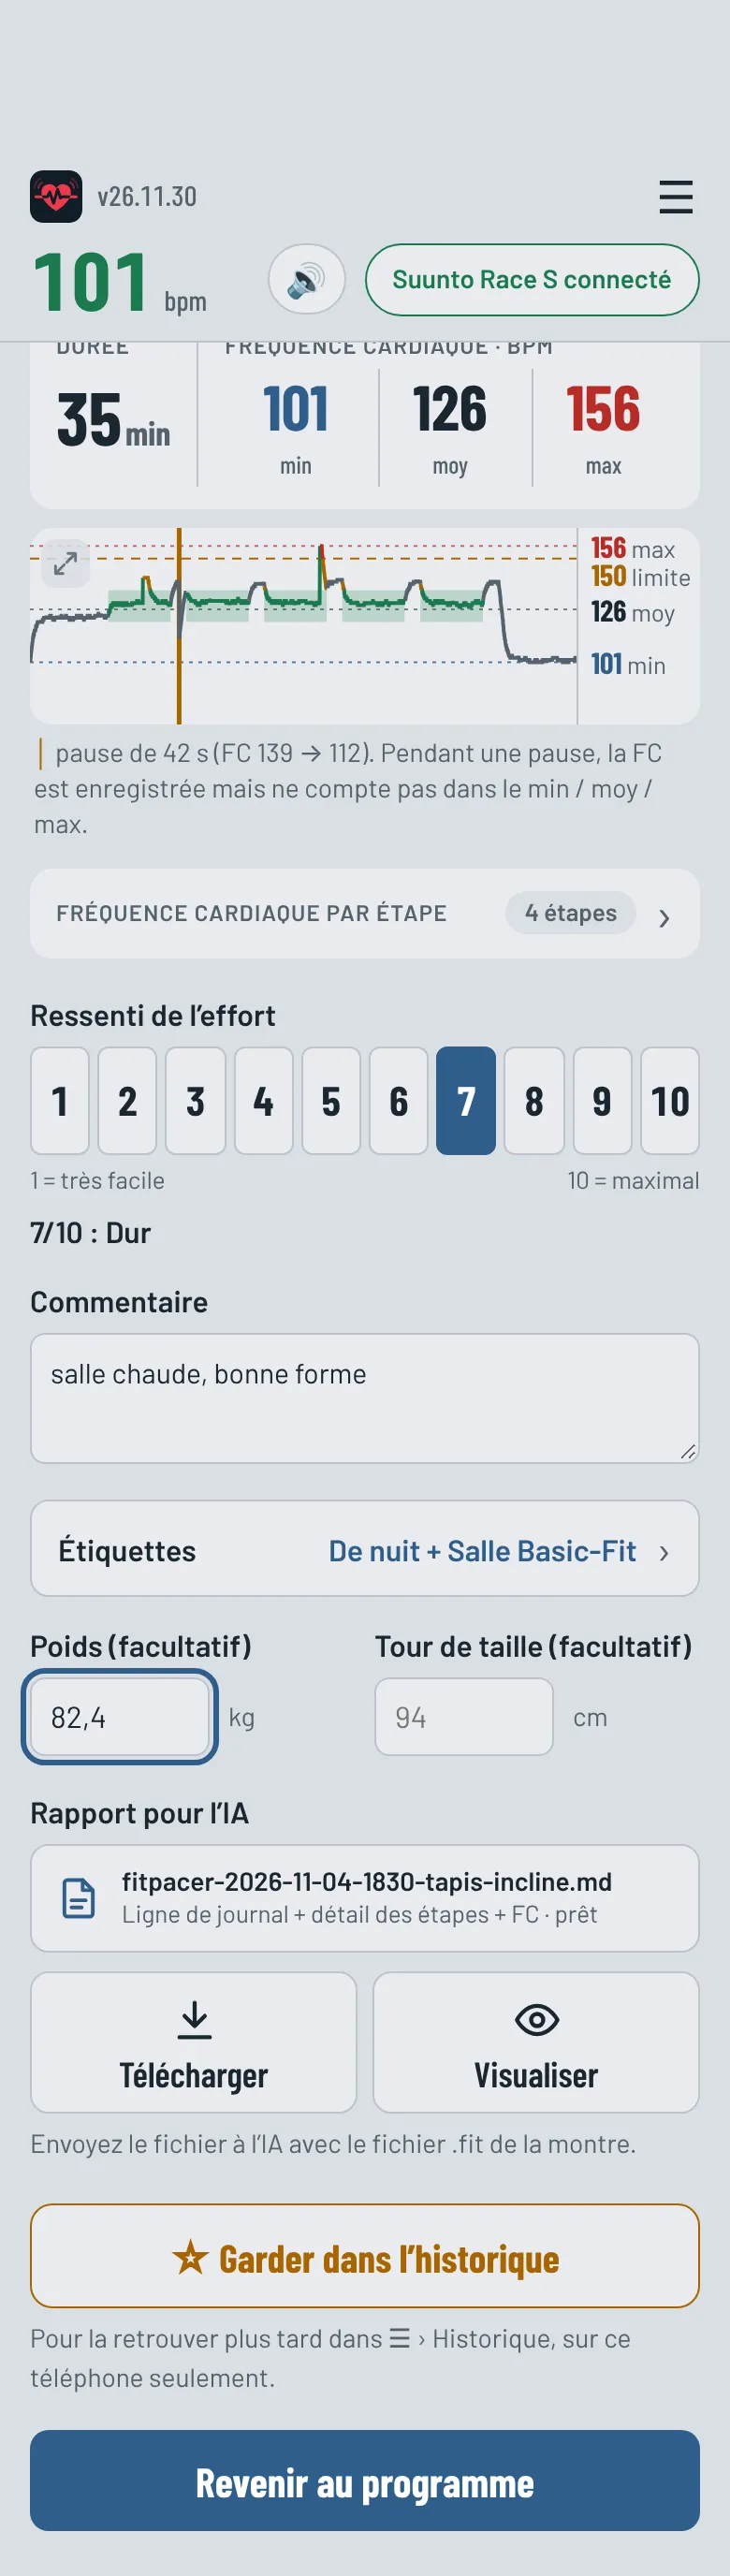 v26.11.30
101 bpm
Suunto Race S connecté
DURÉE
FRÉQUENCE CARDIAQUE · BPM
35 min
101
126
156
min
moy
max
156 max
150 limite
126 moy
101 min
pause de 42 s (FC 139 → 112). Pendant une pause, la FC
est enregistrée mais ne compte pas dans le min / moy /
max.
FRÉQUENCE CARDIAQUE PAR ÉTAPE
4 étapes ›
Ressenti de l’effort
1 2 3 4 5 6 7 8 9 10
1 = très facile
10 = maximal
7/10 : Dur
Commentaire
salle chaude, bonne forme
Étiquettes
De nuit + Salle Basic-Fit ›
Poids (facultatif)
Tour de taille (facultatif)
82,4 kg
94 cm
Rapport pour l’IA
fitpacer-2026-11-04-1830-tapis-incline.md
Ligne de journal + détail des étapes + FC · prêt
Télécharger
Visualiser
Envoyez le fichier à l’IA avec le fichier .fit de la montre.
Garder dans l’historique
Pour la retrouver plus tard dans ☰ › Historique, sur ce
téléphone seulement.
Revenir au programme